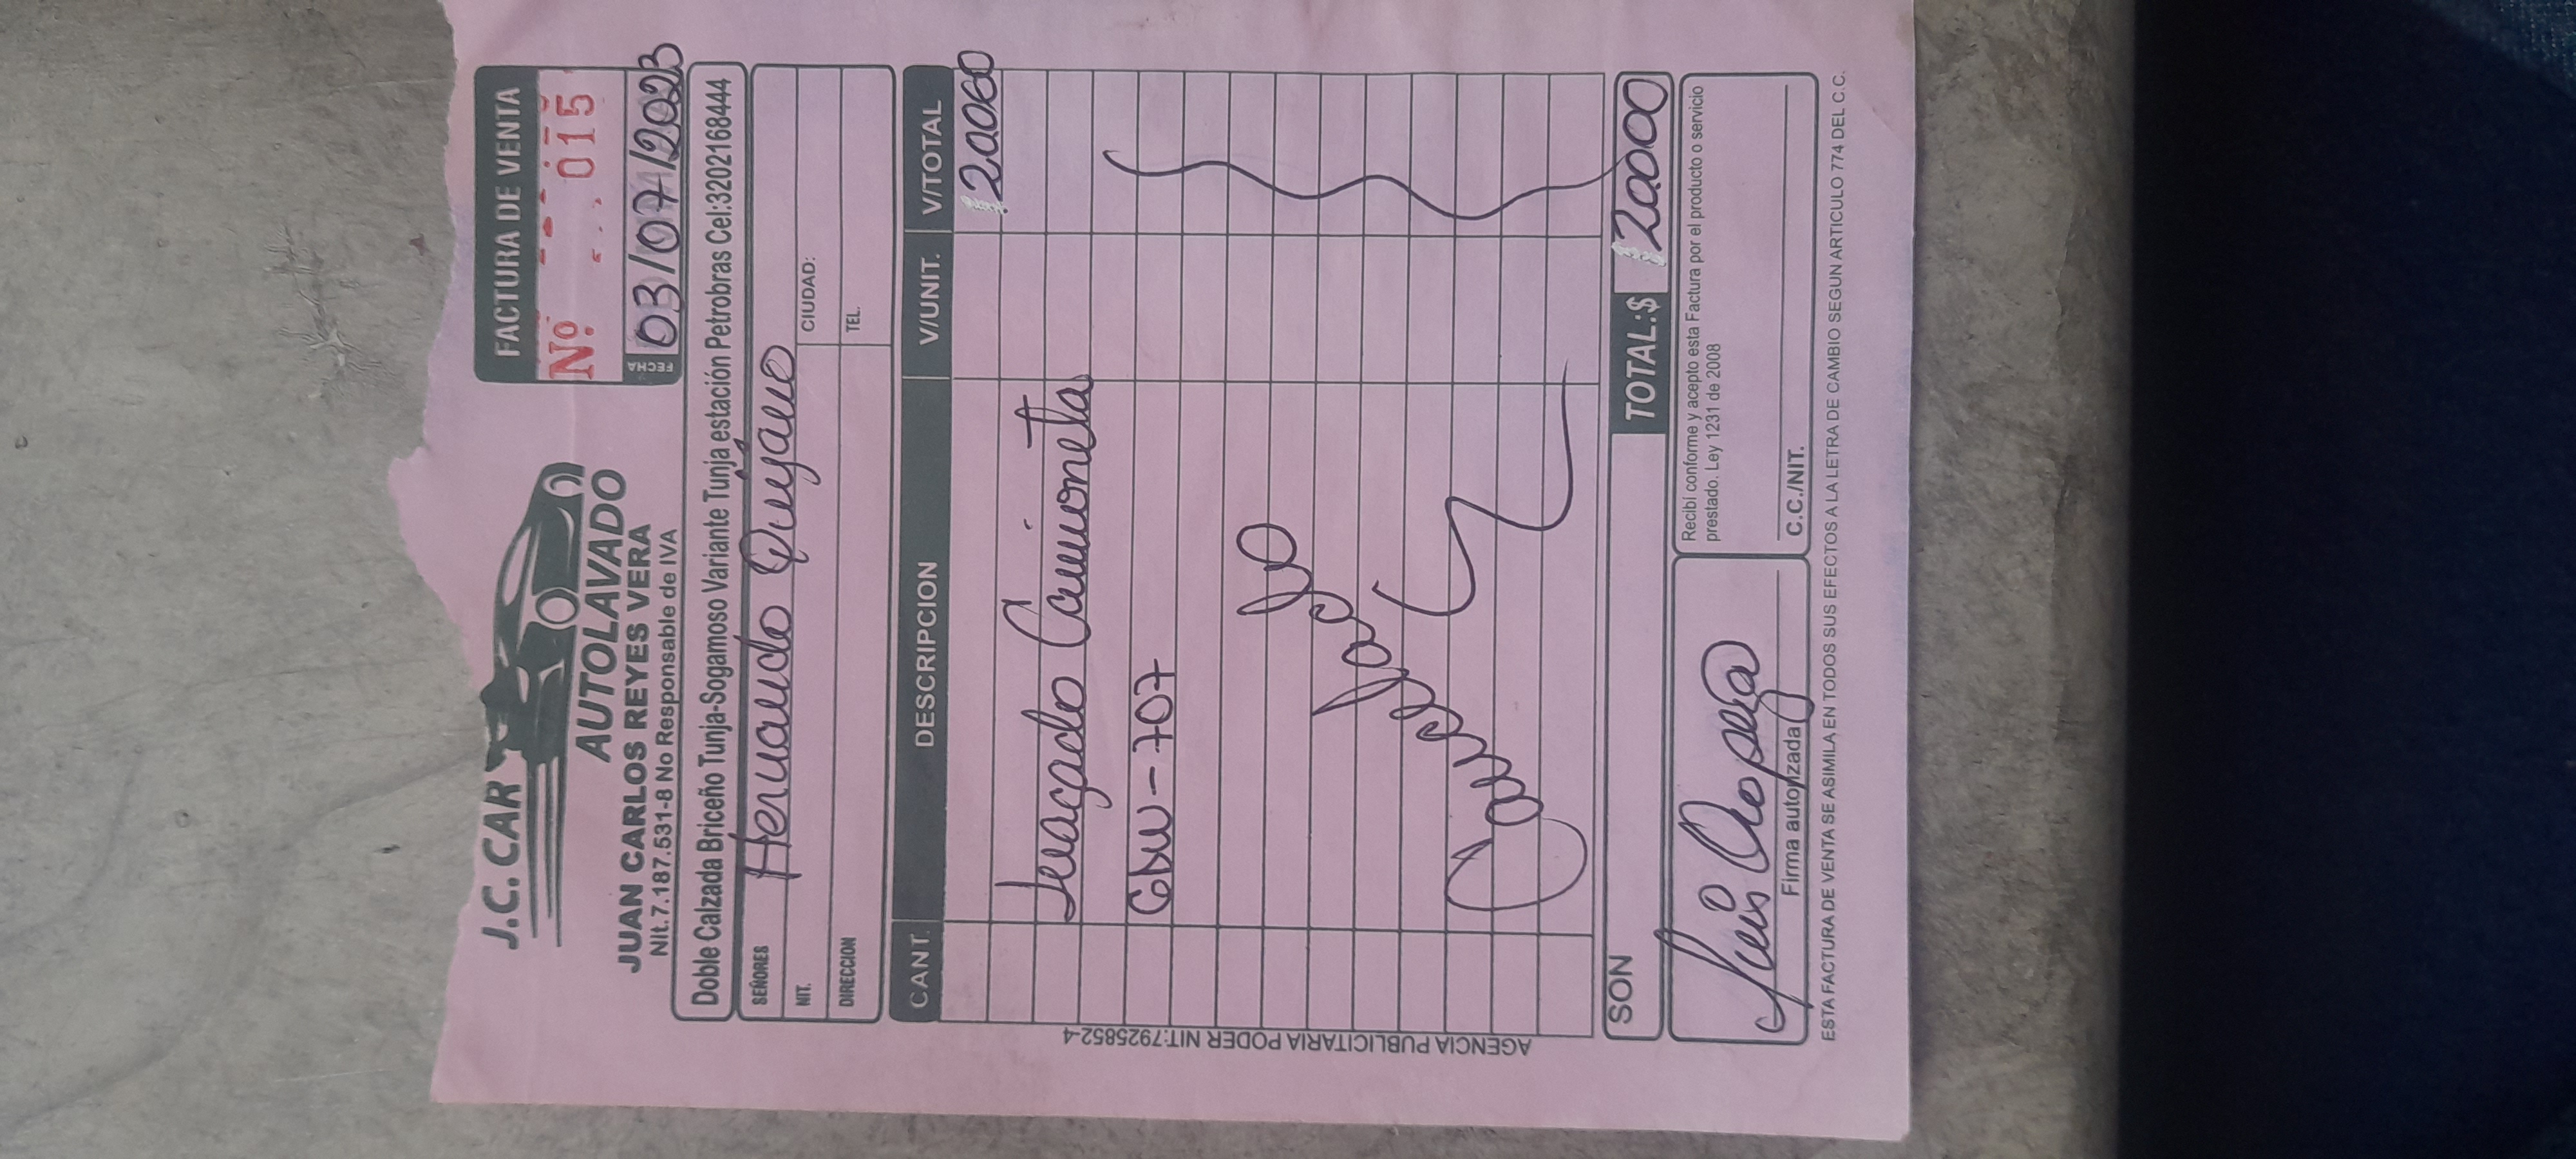 J.C. CAR
AUTOLAVADO
JUAN CARLOS REYES VERA
Nit.7.187.531-8 No Responsable de IVA
FACTURA DE VENTA
Nº 015
FECHA 03/07/2023
Doble Calzada Briceño Tunja-Sogamoso Variante Tunja estación Petrobras Cel:3202168444
SEÑORES Hernando Quijano
NIT. CIUDAD:
DIRECCION TEL.
CANT. DESCRIPCION V/UNIT. V/TOTAL
20000
Camioneta
707
Cancelado
SON TOTAL:$ 20000
Recibí conforme y acepto esta Factura por el producto o servicio
prestado. Ley 1231 de 2008
Luis
Firma autorizada
C.C./NIT.
ESTA FACTURA DE VENTA SE ASIMILA EN TODOS SUS EFECTOS A LA LETRA DE CAMBIO SEGUN ARTICULO 774 DEL C.C.
AGENCIA PUBLICITARIA PODER NIT:7925852-4